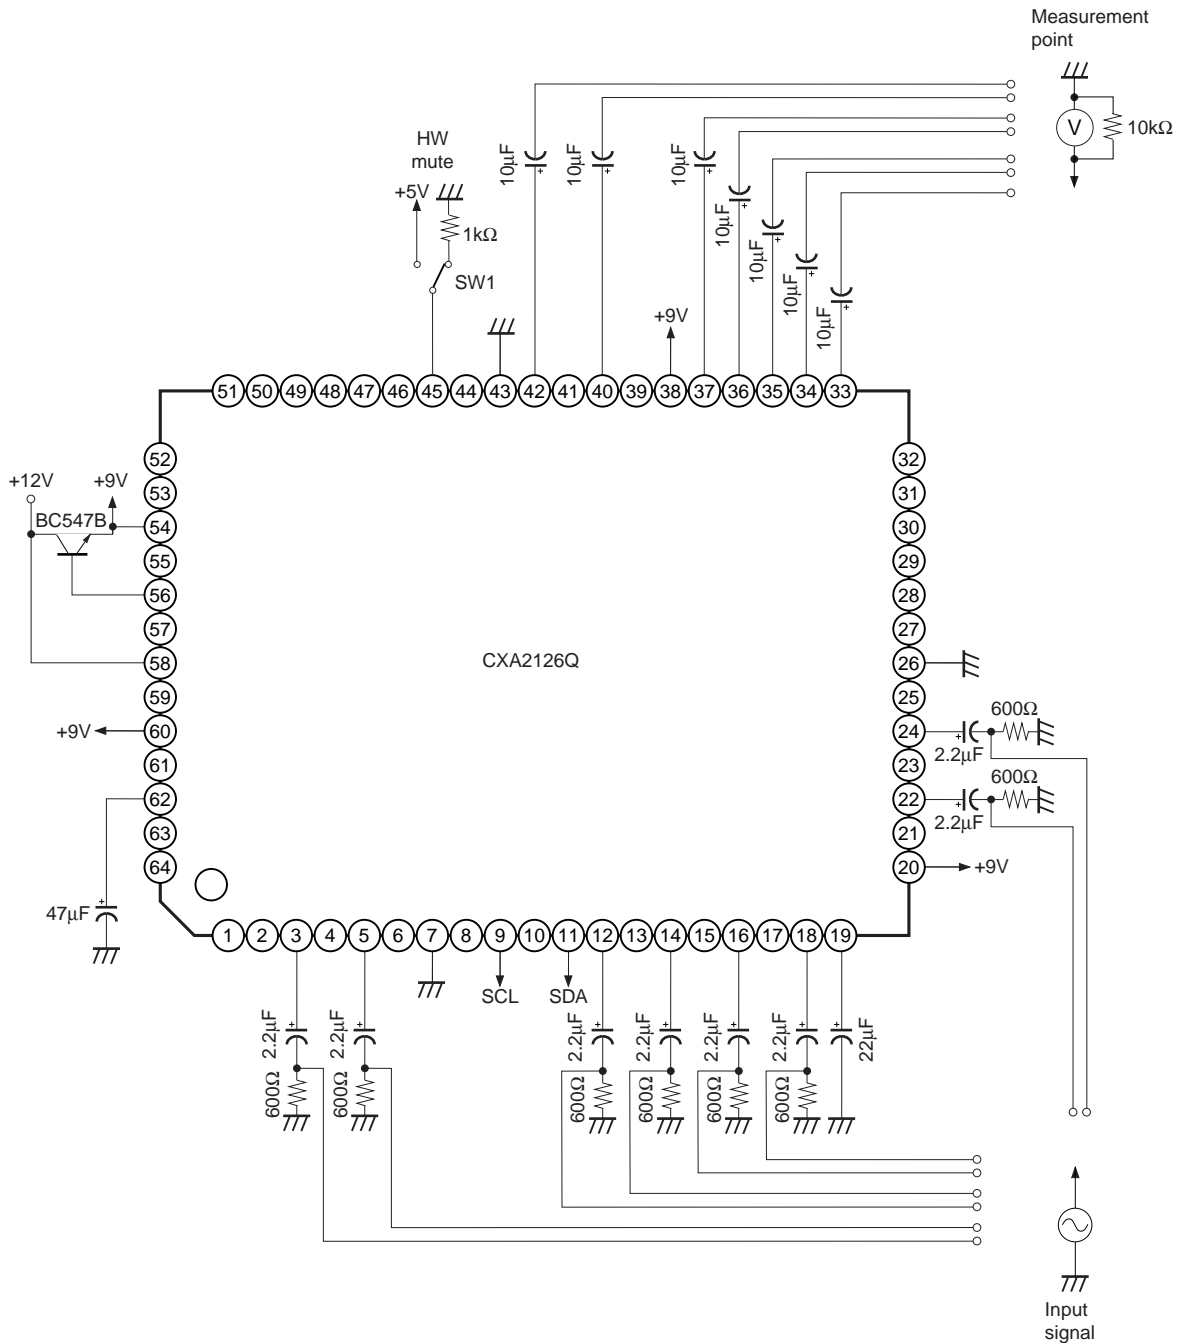 Measurement
point
V
10kΩ
HW
mute
+5V
1kΩ
SW1
10μF
10μF
10μF
10μF
10μF
10μF
10μF
+9V
51 50 49 48 47 46 45 44 43 42 41 40 39 38 37 36 35 34 33
52
53
54
55
56
57
58
59
60
61
62
63
64
+12V
+9V
BC547B
+9V
47μF
CXA2126Q
32
31
30
29
28
27
26
25
24
23
22
21
20
600Ω
2.2μF
600Ω
2.2μF
+9V
1 2 3 4 5 6 7 8 9 10 11 12 13 14 15 16 17 18 19
SCL
SDA
2.2μF
2.2μF
2.2μF
2.2μF
2.2μF
2.2μF
22μF
600Ω
600Ω
600Ω
600Ω
600Ω
600Ω
Input
signal